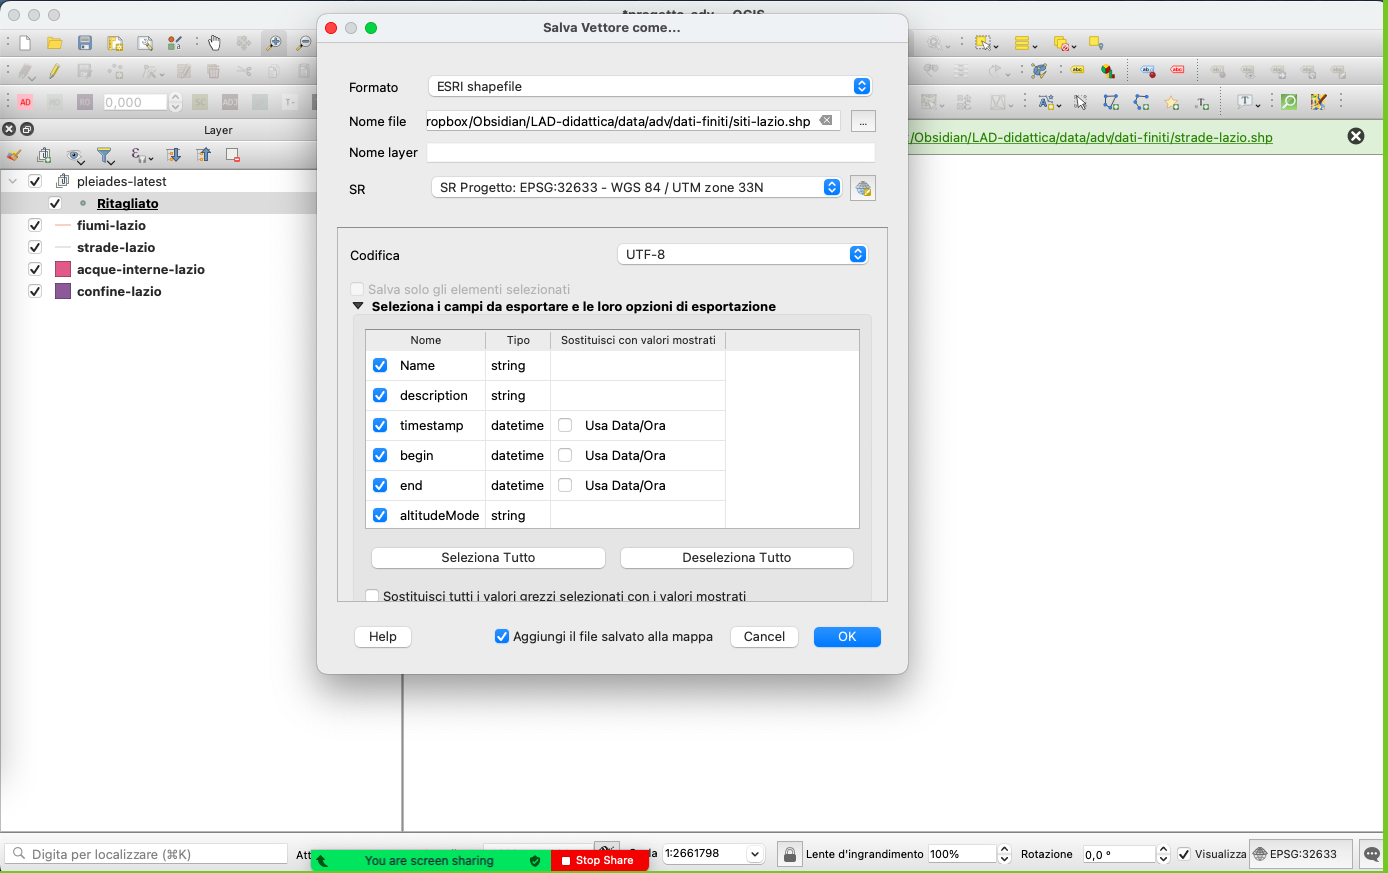 Salva Vettore come...
Formato
ESRI shapefile
Nome file
ropbox/Obsidian/LAD-didattica/data/adv/dati-finiti/siti-lazio.shp
...
Nome layer
SR
SR Progetto: EPSG:32633 - WGS 84 / UTM zone 33N
Codifica
UTF-8
Salva solo gli elementi selezionati
Seleziona i campi da esportare e le loro opzioni di esportazione
Nome Tipo Sostituisci con valori mostrati
Name string
description string
timestamp datetime Usa Data/Ora
begin datetime Usa Data/Ora
end datetime Usa Data/Ora
altitudeMode string
Seleziona Tutto
Deseleziona Tutto
Sostituisci tutti i valori grezzi selezionati con i valori mostrati
Help
Aggiungi il file salvato alla mappa
Cancel
OK
0,000
Layer
pleiades-latest
Ritagliato
fiumi-lazio
strade-lazio
acque-interne-lazio
confine-lazio
/Obsidian/LAD-didattica/data/adv/dati-finiti/strade-lazio.shp
Digita per localizzare (⌘K)
You are screen sharing
Stop Share
1:2661798
Lente d'ingrandimento
100%
Rotazione
0,0 °
Visualizza
EPSG:32633